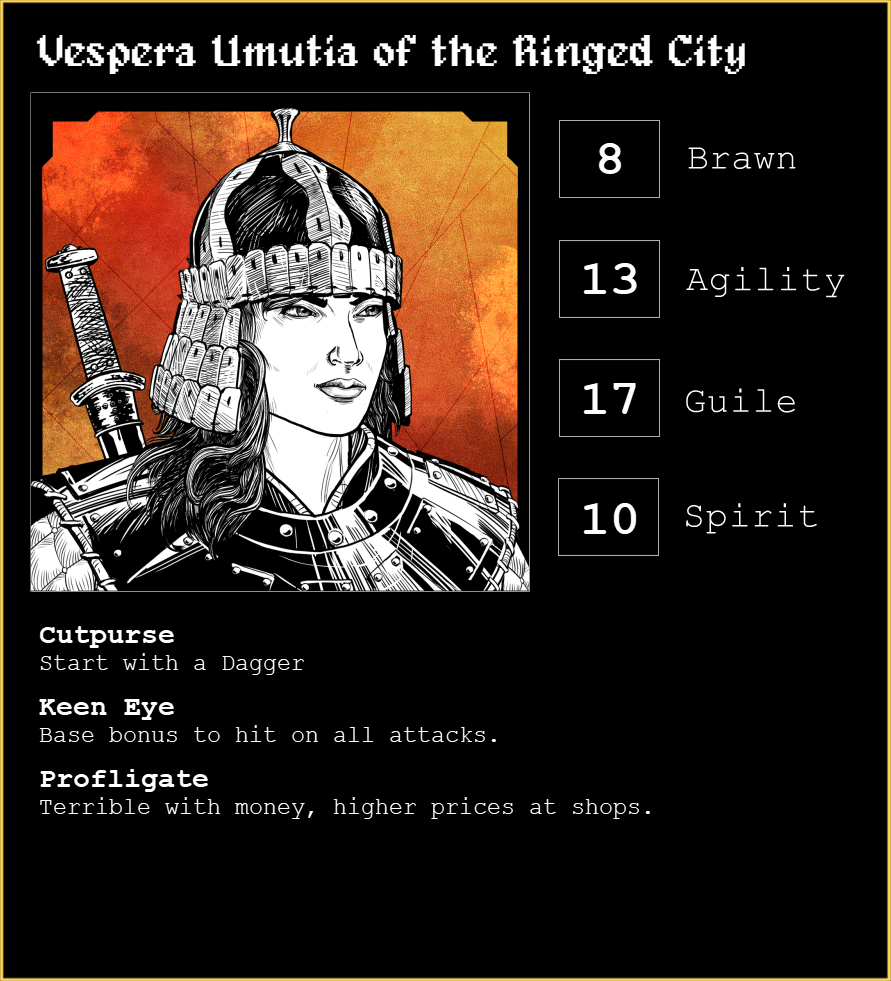 Vespera Umutia of the Ringed City
8 Brawn
13 Agility
17 Guile
10 Spirit
Cutpurse
Start with a Dagger
Keen Eye
Base bonus to hit on all attacks.
Profligate
Terrible with money, higher prices at shops.